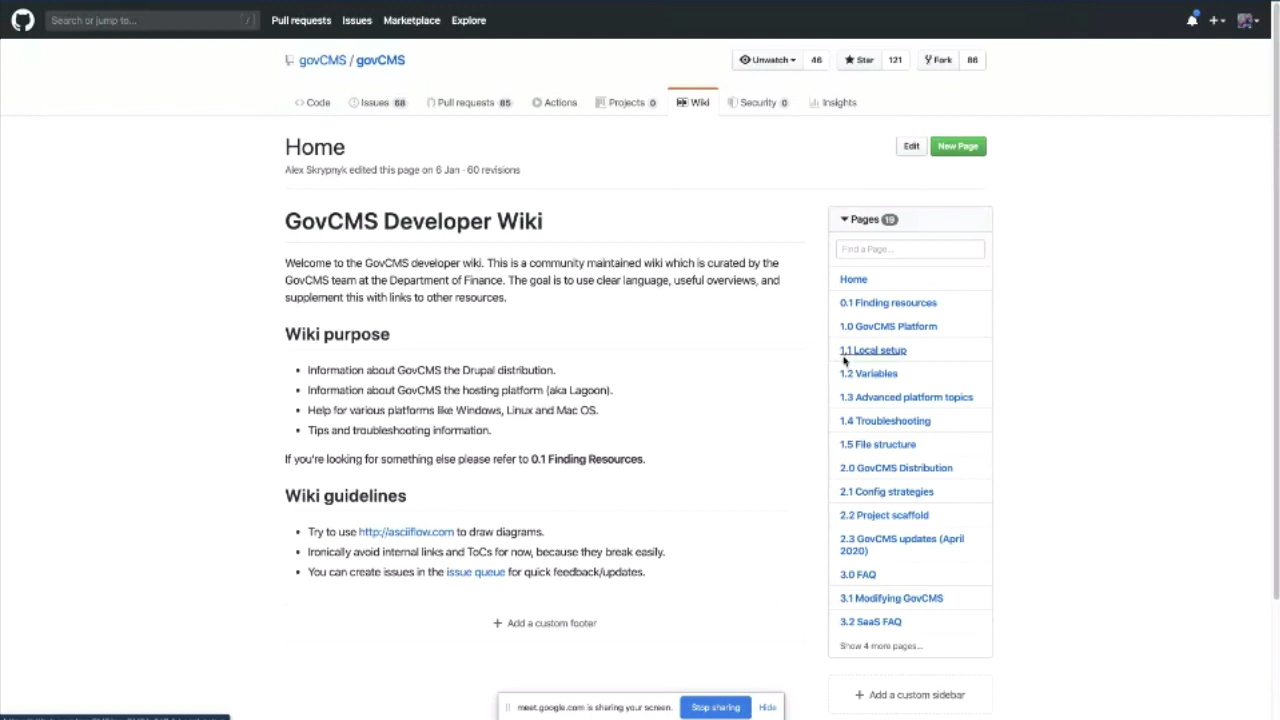 Search or jump to... /
Pull requests Issues Marketplace Explore
govCMS / govCMS
Unwatch 46 Star 121 Fork 86
Code Issues 68 Pull requests 85 Actions Projects 0 Wiki Security 0 Insights
Home
Edit New Page
Alex Skrypnyk edited this page on 6 Jan · 60 revisions
GovCMS Developer Wiki
Welcome to the GovCMS developer wiki. This is a community maintained wiki which is curated by the
GovCMS team at the Department of Finance. The goal is to use clear language, useful overviews, and
supplement this with links to other resources.
Wiki purpose
• Information about GovCMS the Drupal distribution.
• Information about GovCMS the hosting platform (aka Lagoon).
• Help for various platforms like Windows, Linux and Mac OS.
• Tips and troubleshooting information.
If you're looking for something else please refer to 0.1 Finding Resources.
Wiki guidelines
• Try to use http://asciiflow.com to draw diagrams.
• Ironically avoid internal links and ToCs for now, because they break easily.
• You can create issues in the issue queue for quick feedback/updates.
+ Add a custom footer
Pages 19
Find a Page...
Home
0.1 Finding resources
1.0 GovCMS Platform
1.1 Local setup
1.2 Variables
1.3 Advanced platform topics
1.4 Troubleshooting
1.5 File structure
2.0 GovCMS Distribution
2.1 Config strategies
2.2 Project scaffold
2.3 GovCMS updates (April
2020)
3.0 FAQ
3.1 Modifying GovCMS
3.2 SaaS FAQ
Show 4 more pages...
+ Add a custom sidebar
meet.google.com is sharing your screen. Stop sharing Hide